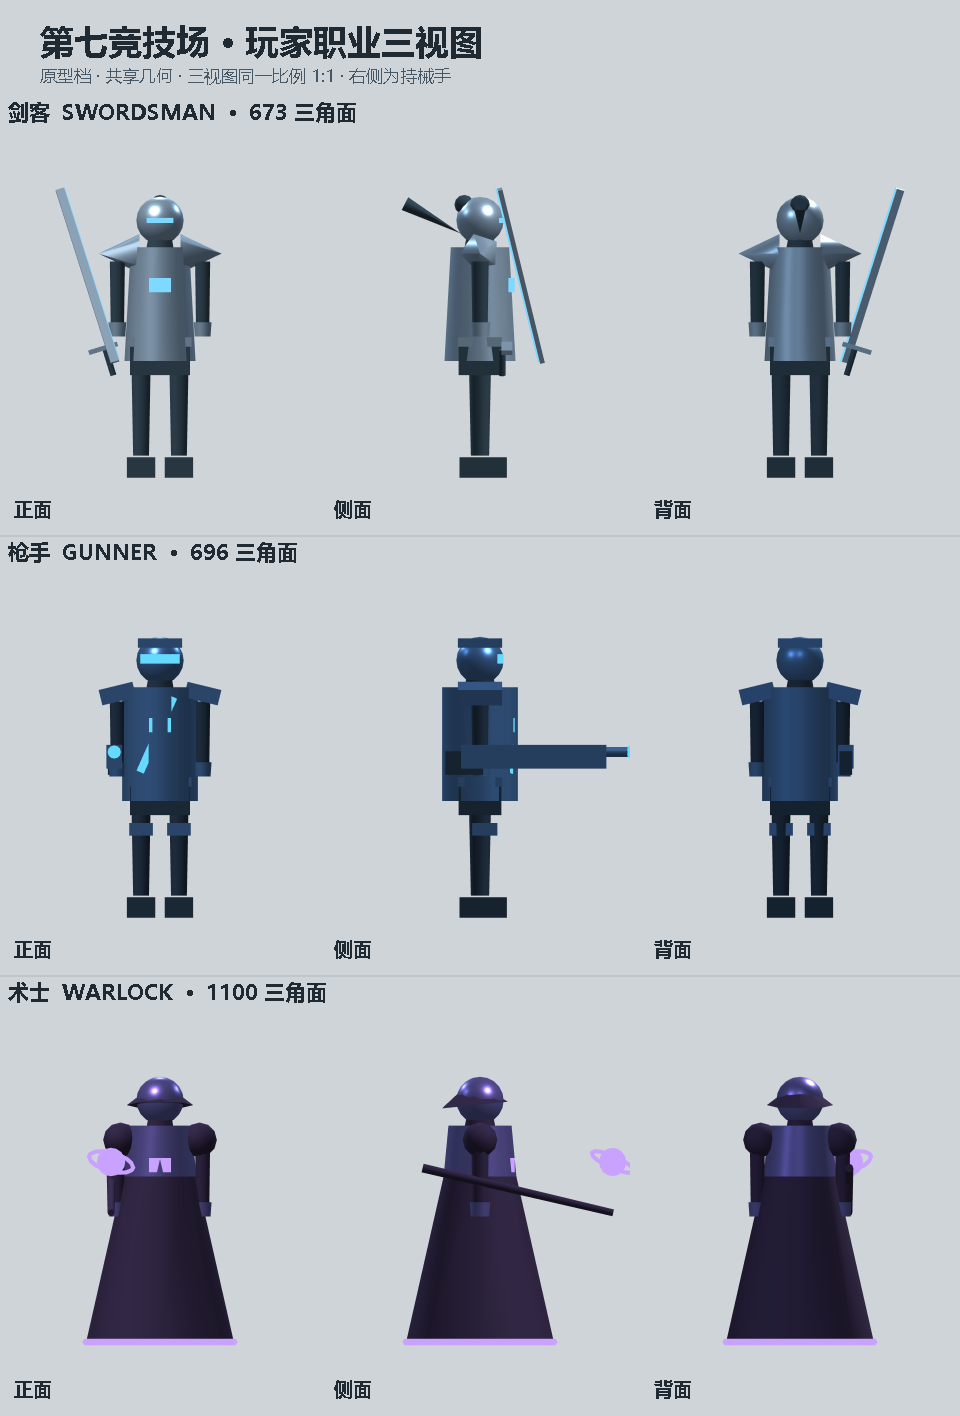 第七竞技场 • 玩家职业三视图
原型档 · 共享几何 · 三视图同一比例 1:1 · 右侧为持械手
剑客 SWORDSMAN • 673 三角面
正面 侧面 背面
枪手 GUNNER • 696 三角面
正面 侧面 背面
术士 WARLOCK • 1100 三角面
正面 侧面 背面